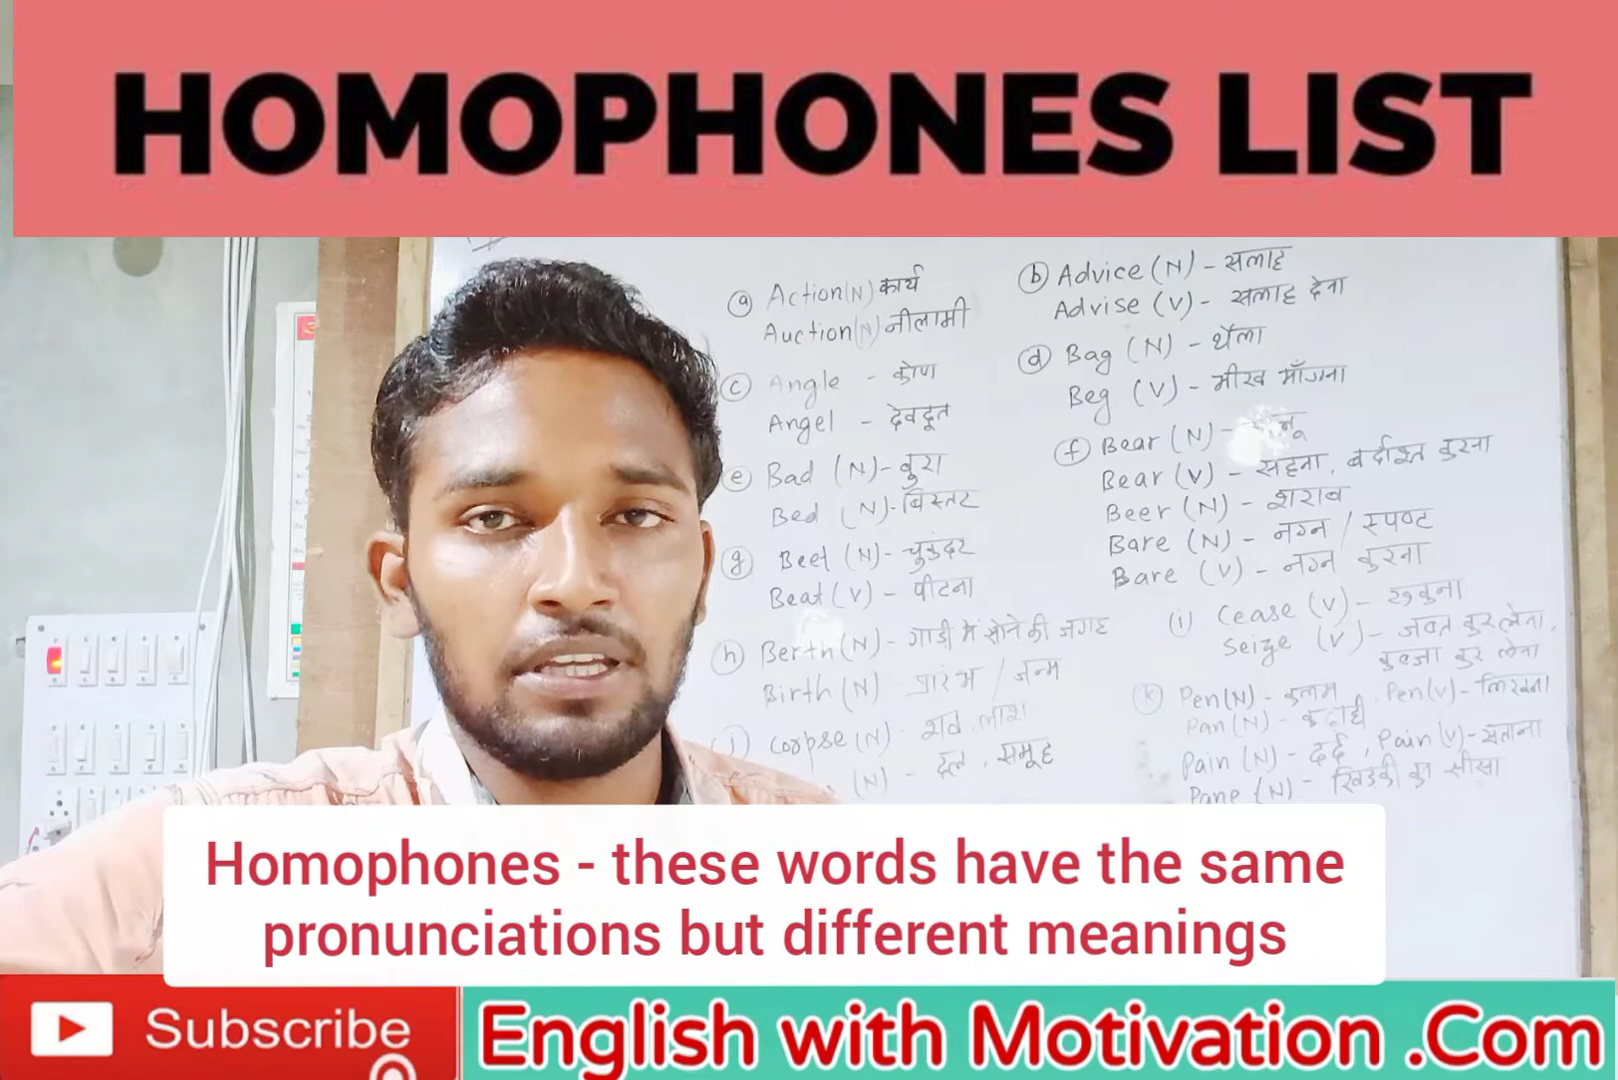 HOMOPHONES LIST
(a) Action(N) कार्य
Auction(N) नीलामी
(b) Advice (N) - सलाह
Advise (V) - सलाह देना
(c) Angle - कोण
Angel - देवदूत
(d) Bag (N) - थैला
Beg (V) - भीख माँगना
(e) Bad (N) - बुरा
Bed (N) - बिस्तर
(f) Bear (N) -
Bear (V) - सहना, बर्दाश्त करना
Beer (N) - शराब
Bare (N) - नग्न / स्पष्ट
Bare (V) - नग्न करना
(g) Beet (N) - चुकंदर
Beat (V) - पीटना
(h) Berth (N) - गाड़ी में सोने की जगह
Birth (N) - प्रारंभ / जन्म
(i) Cease (V) -
Seize (V) - जब्त कर लेना,
कब्जा कर लेना
(j) Corpse (N) - शव, लाश
(N) - दल, समूह
(k) Pen(N) - कलम, Pen(V) - लिखना
Pan (N) - कड़ाही
Pain (N) - दर्द, Pain (V) - सताना
Pane (N) - खिड़की का सीसा
Homophones - these words have the same
pronunciations but different meanings
Subscribe
English with Motivation .Com